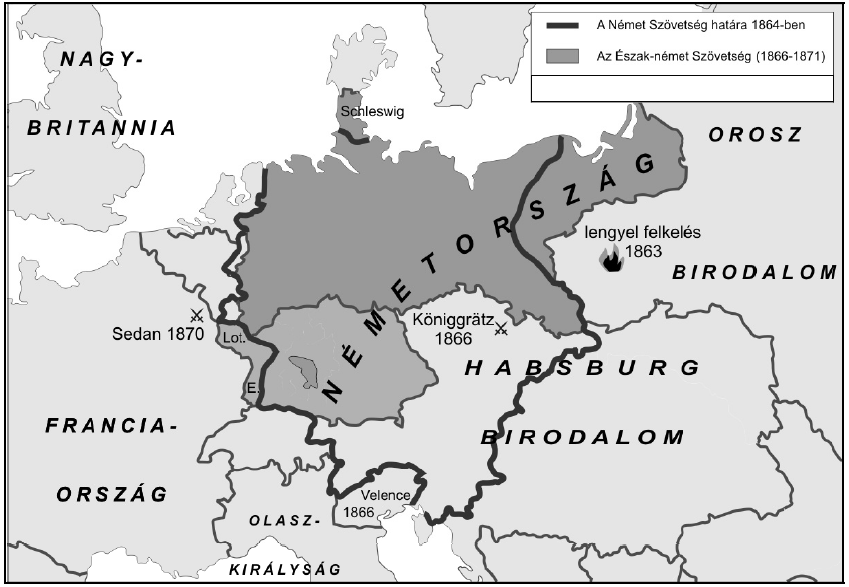 A Német Szövetség határa 1864-ben
Az Észak-német Szövetség (1866-1871)
NAGY-
BRITANNIA
Schleswig
OROSZ
BIRODALOM
NÉMETORSZÁG
lengyel felkelés
1863
Sedan 1870
Lot.
E.
Königgrätz
1866
HABSBURG
BIRODALOM
FRANCIA-
ORSZÁG
Velence
1866
OLASZ-
KIRÁLYSÁG